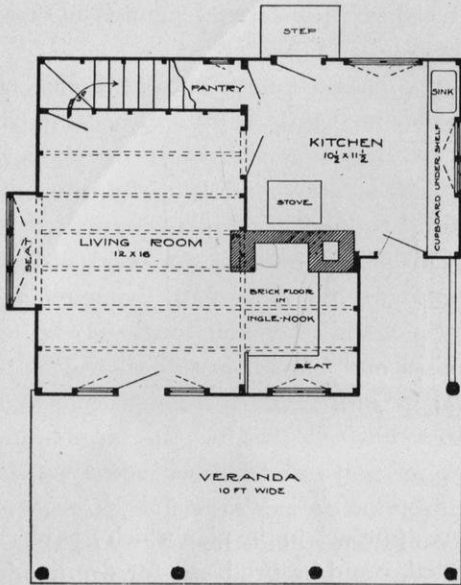 STEP
PANTRY
SINK
KITCHEN
10½ X 11½
CUPBOARD UNDER SHELF
STOVE
LIVING ROOM
12 X 16
SEAT
BRICK FLOOR
IN
INGLE-NOOK
SEAT
VERANDA
10 FT WIDE